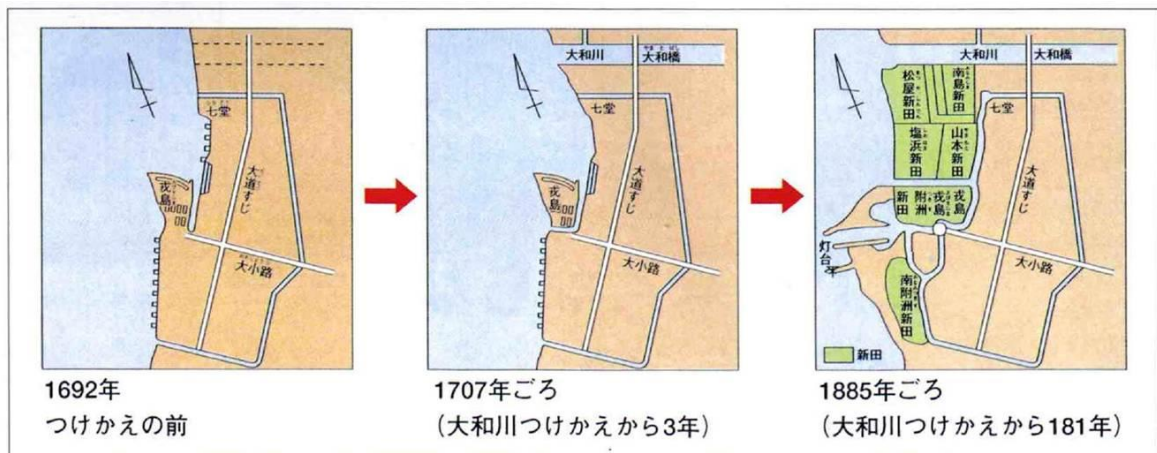 七堂
戎島
大道すじ
大小路
1692年
つけかえの前
大和川
大和橋
七堂
戎島
大道すじ
大小路
1707年ごろ
(大和川つけかえから3年)
大和川
大和橋
松屋新田
南島新田
七堂
塩浜新田
山本新田
大道すじ
新田
附洲
戎島
戎島
灯台
大小路
南附洲新田
新田
1885年ごろ
(大和川つけかえから181年)